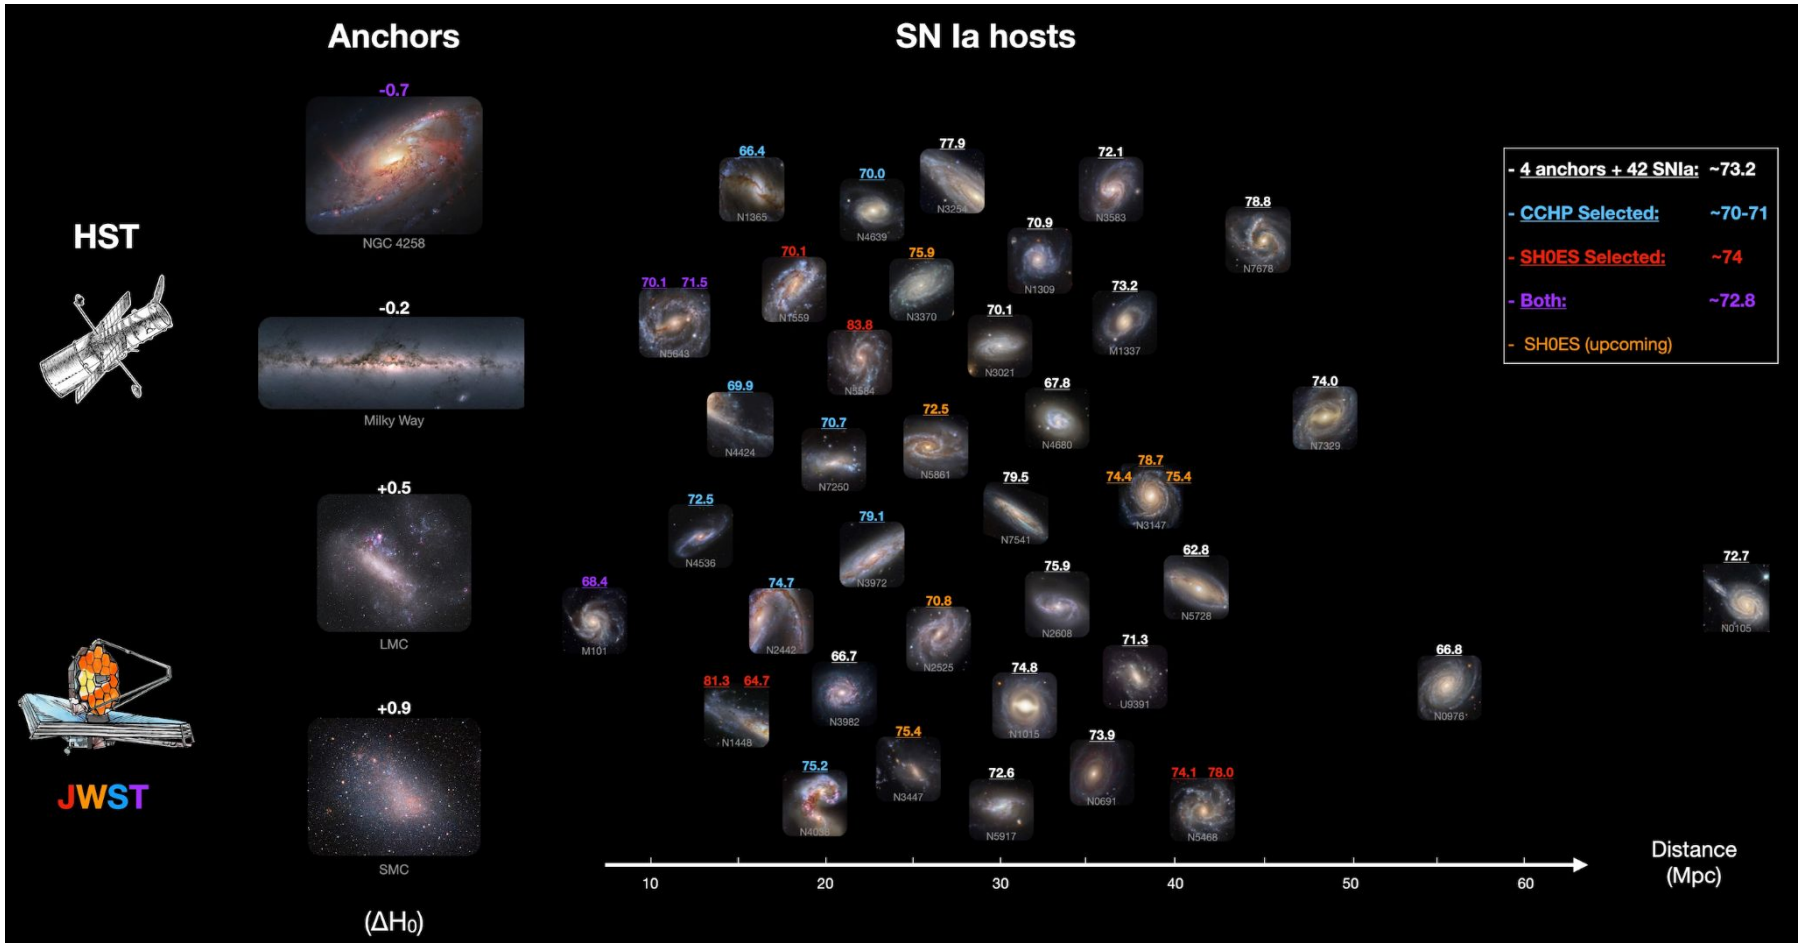 Anchors
SN Ia hosts
HST
JWST
-0.7
NGC 4258
-0.2
Milky Way
+0.5
LMC
+0.9
SMC
(ΔH₀)
66.4
N1365
70.0
N4639
77.9
N3254
72.1
N3583
78.8
N7678
70.9
N1309
70.1
N1559
75.9
N3370
70.1 71.5
N5643
73.2
M1337
70.1
N3021
83.8
N5584
69.9
N4424
67.8
N4680
74.0
N7329
72.5
N5861
70.7
N7250
78.7
74.4 75.4
N3147
79.5
N7541
72.5
N4536
79.1
N3972
62.8
N5728
72.7
N0105
75.9
N2608
68.4
M101
74.7
N2442
70.8
N2525
71.3
U9391
66.8
N0976
66.7
N3982
74.8
N1015
81.3 64.7
N1448
75.4
N3447
73.9
N0691
75.2
N4038
72.6
N5917
74.1 78.0
N5468
- 4 anchors + 42 SNIa: ~73.2
- CCHP Selected: ~70-71
- SH0ES Selected: ~74
- Both: ~72.8
- SH0ES (upcoming)
10 20 30 40 50 60
Distance
(Mpc)